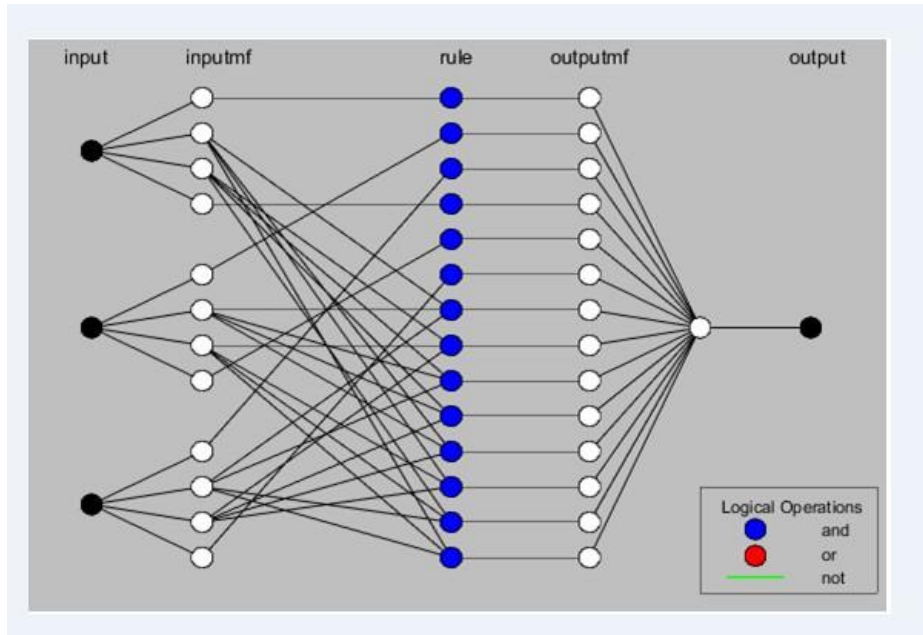 input inputmf rule outputmf output
Logical Operations
and
or
not